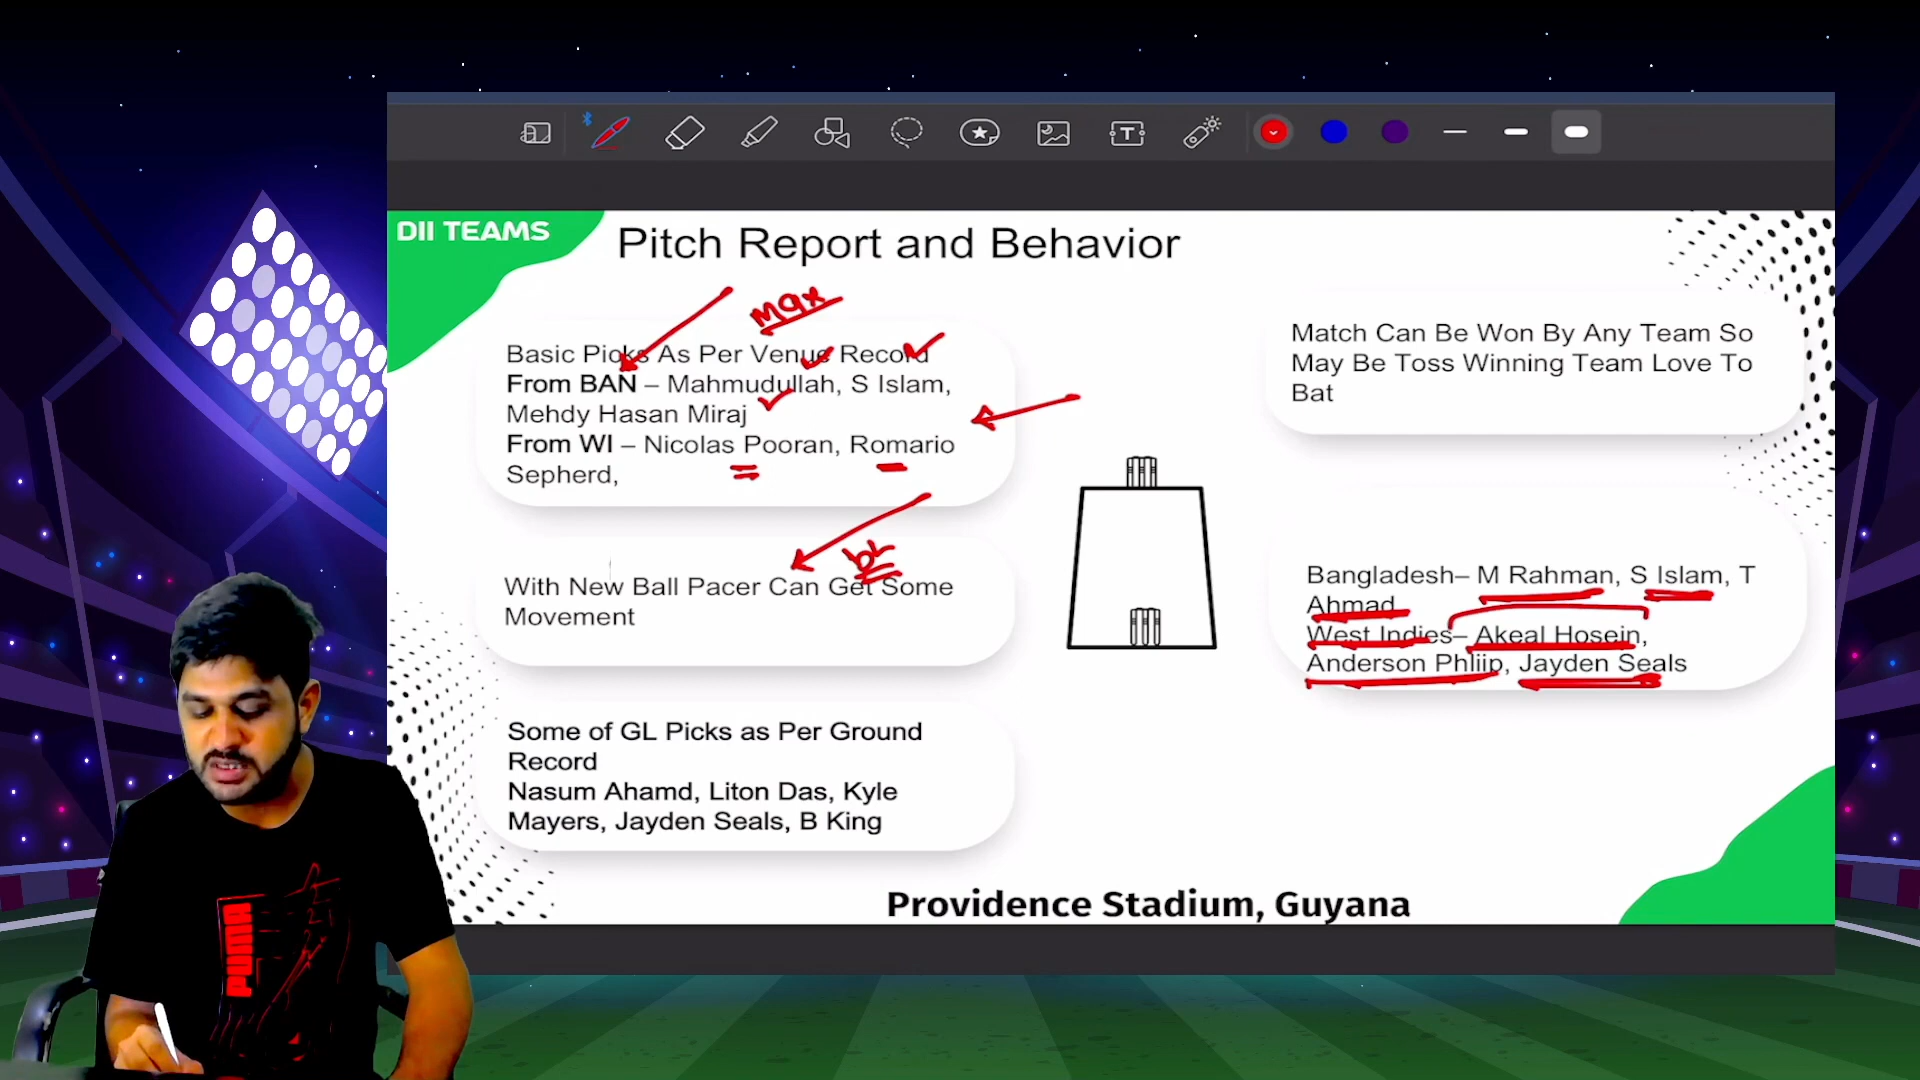 DII TEAMS
Pitch Report and Behavior
max
Basic Picks As Per Venue Record
From BAN – Mahmudullah, S Islam,
Mehdy Hasan Miraj
From WI – Nicolas Pooran, Romario
Sepherd,
With New Ball Pacer Can Get Some
Movement
Some of GL Picks as Per Ground
Record
Nasum Ahamd, Liton Das, Kyle
Mayers, Jayden Seals, B King
Match Can Be Won By Any Team So
May Be Toss Winning Team Love To
Bat
Bangladesh– M Rahman, S Islam, T
Ahmad
West Indies– Akeal Hosein,
Anderson Phliip, Jayden Seals
Providence Stadium, Guyana
PUMA
T